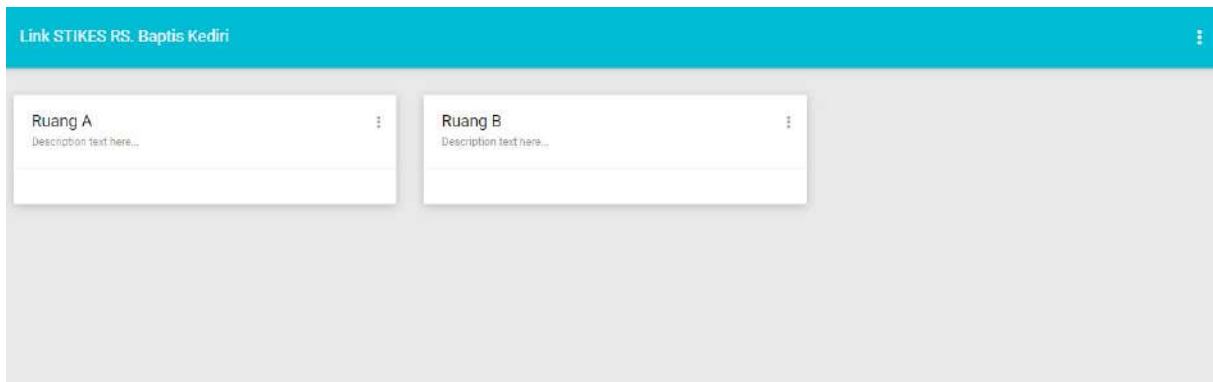 Link STIKES RS. Baptis Kediri
Ruang A
Description text here...
Ruang B
Description text here...